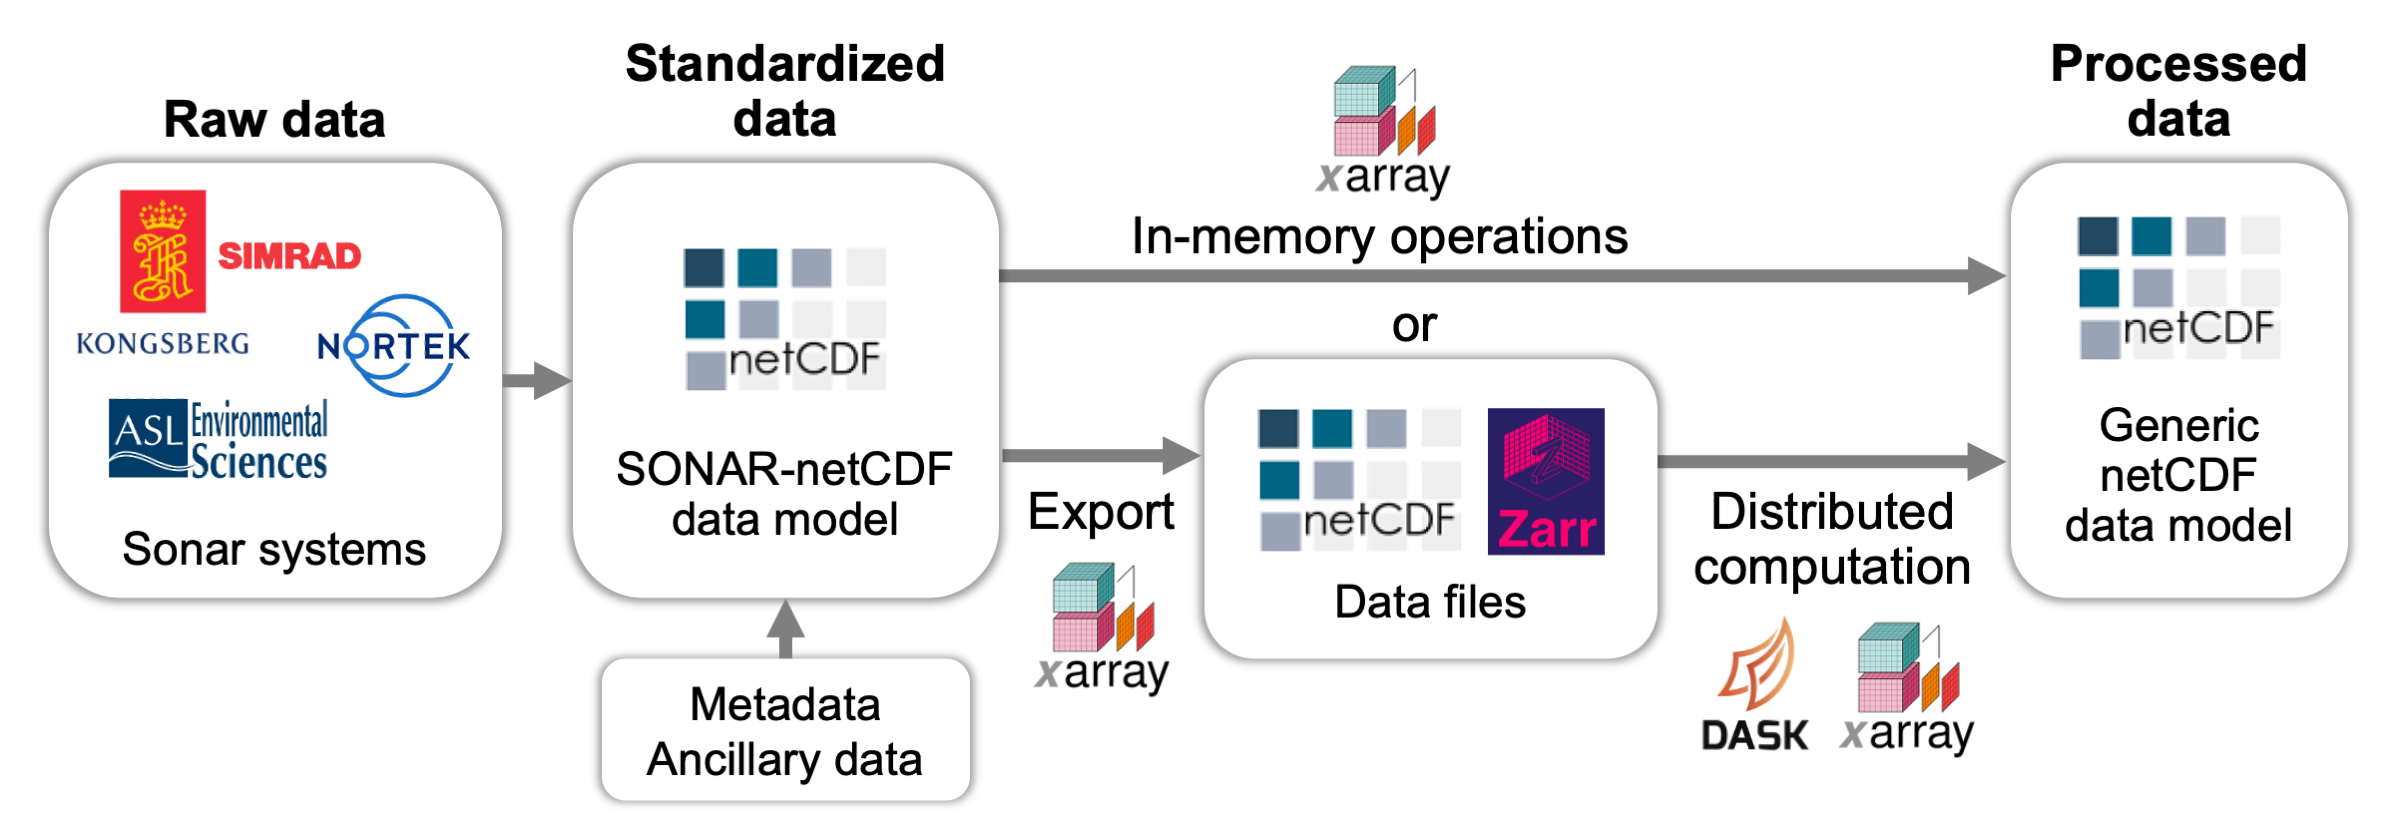 Raw data
SIMRAD
KONGSBERG
NORTEK
ASL Environmental
Sciences
Sonar systems
Standardized
data
netCDF
SONAR-netCDF
data model
Metadata
Ancillary data
xarray
In-memory operations
or
Export
xarray
netCDF
Zarr
Data files
Distributed
computation
DASK
xarray
Processed
data
netCDF
Generic
netCDF
data model